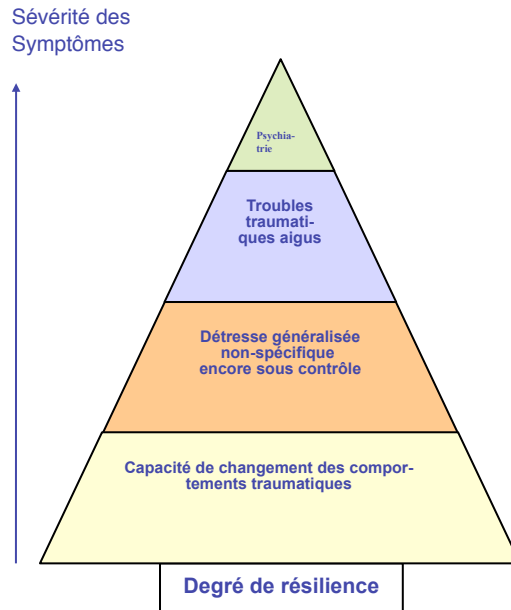 Sévérité des
Symptômes
Psychia-
trie
Troubles
traumati-
ques aigus
Détresse généralisée
non-spécifique
encore sous contrôle
Capacité de changement des compor-
tements traumatiques
Degré de résilience